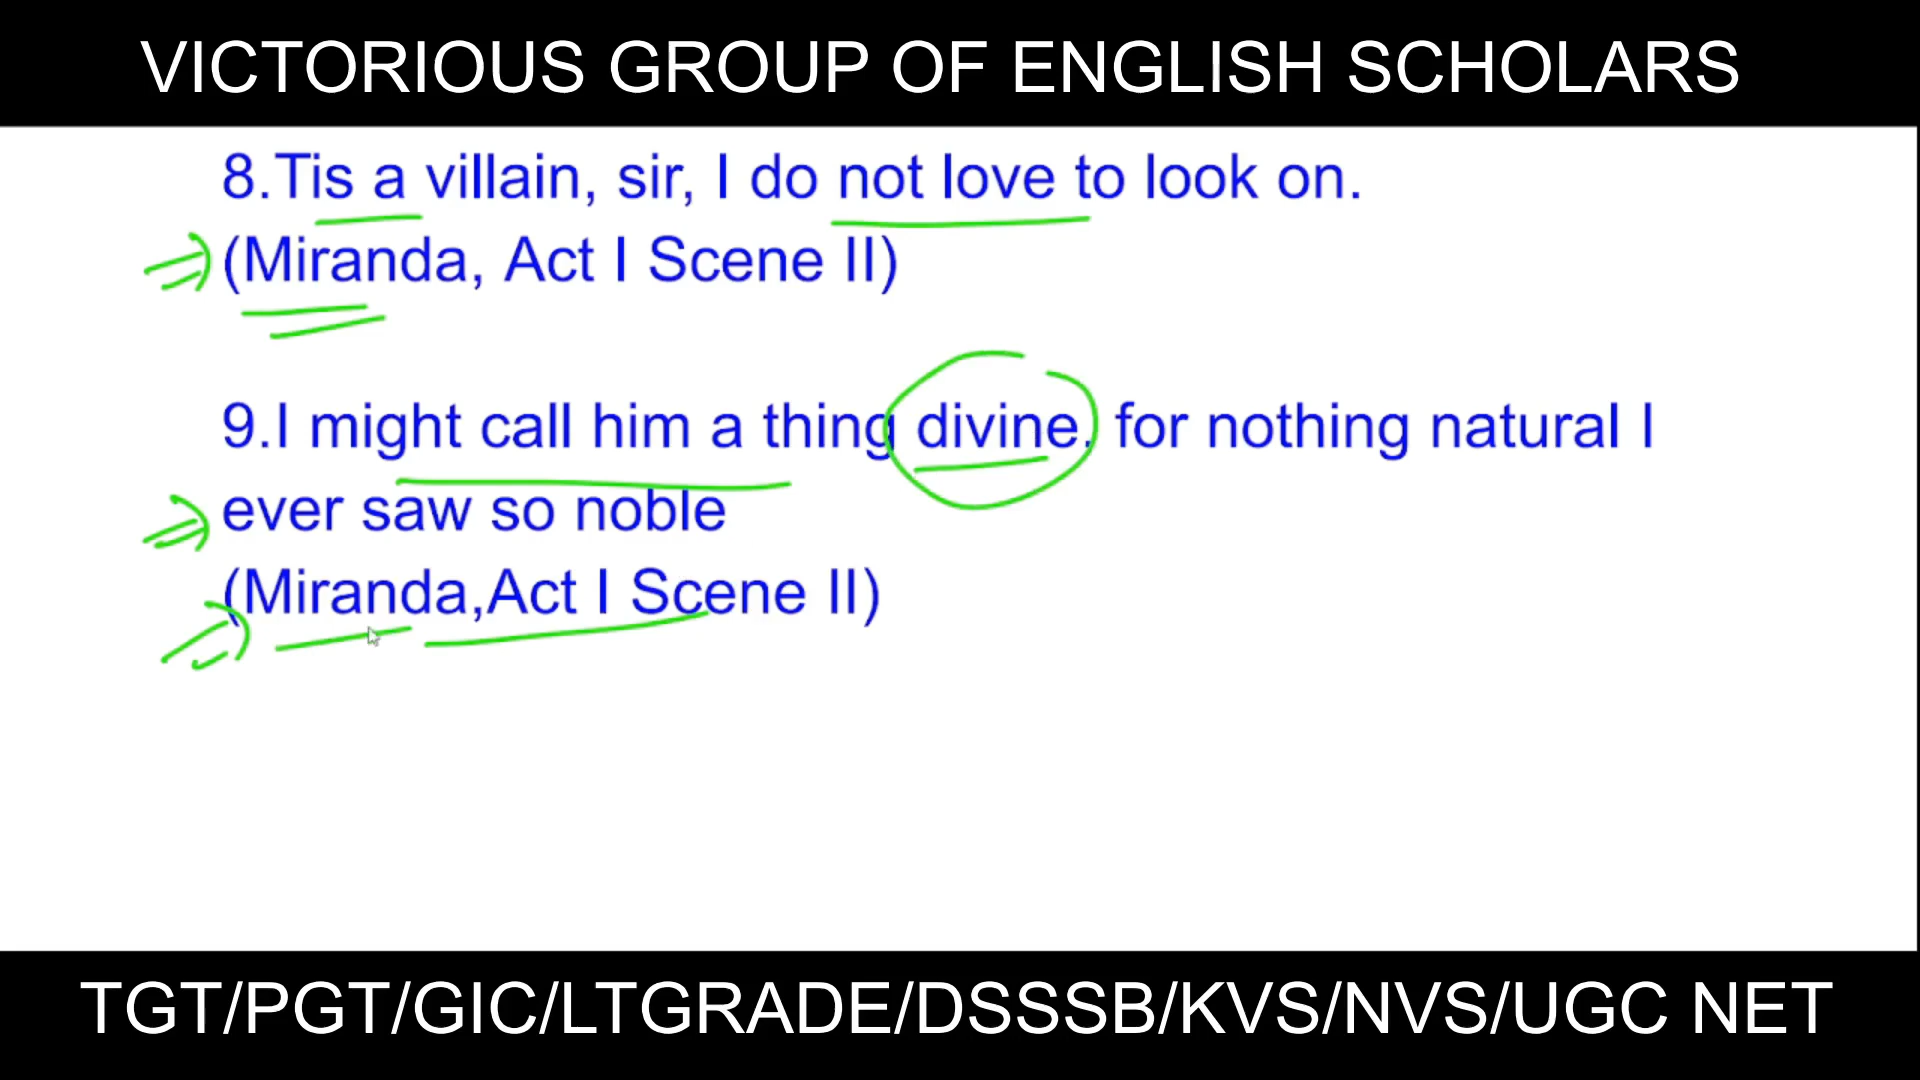 VICTORIOUS GROUP OF ENGLISH SCHOLARS
8.Tis a villain, sir, I do not love to look on.
(Miranda, Act I Scene II)
9.I might call him a thing divine, for nothing natural I
ever saw so noble
(Miranda,Act I Scene II)
TGT/PGT/GIC/LTGRADE/DSSSB/KVS/NVS/UGC NET